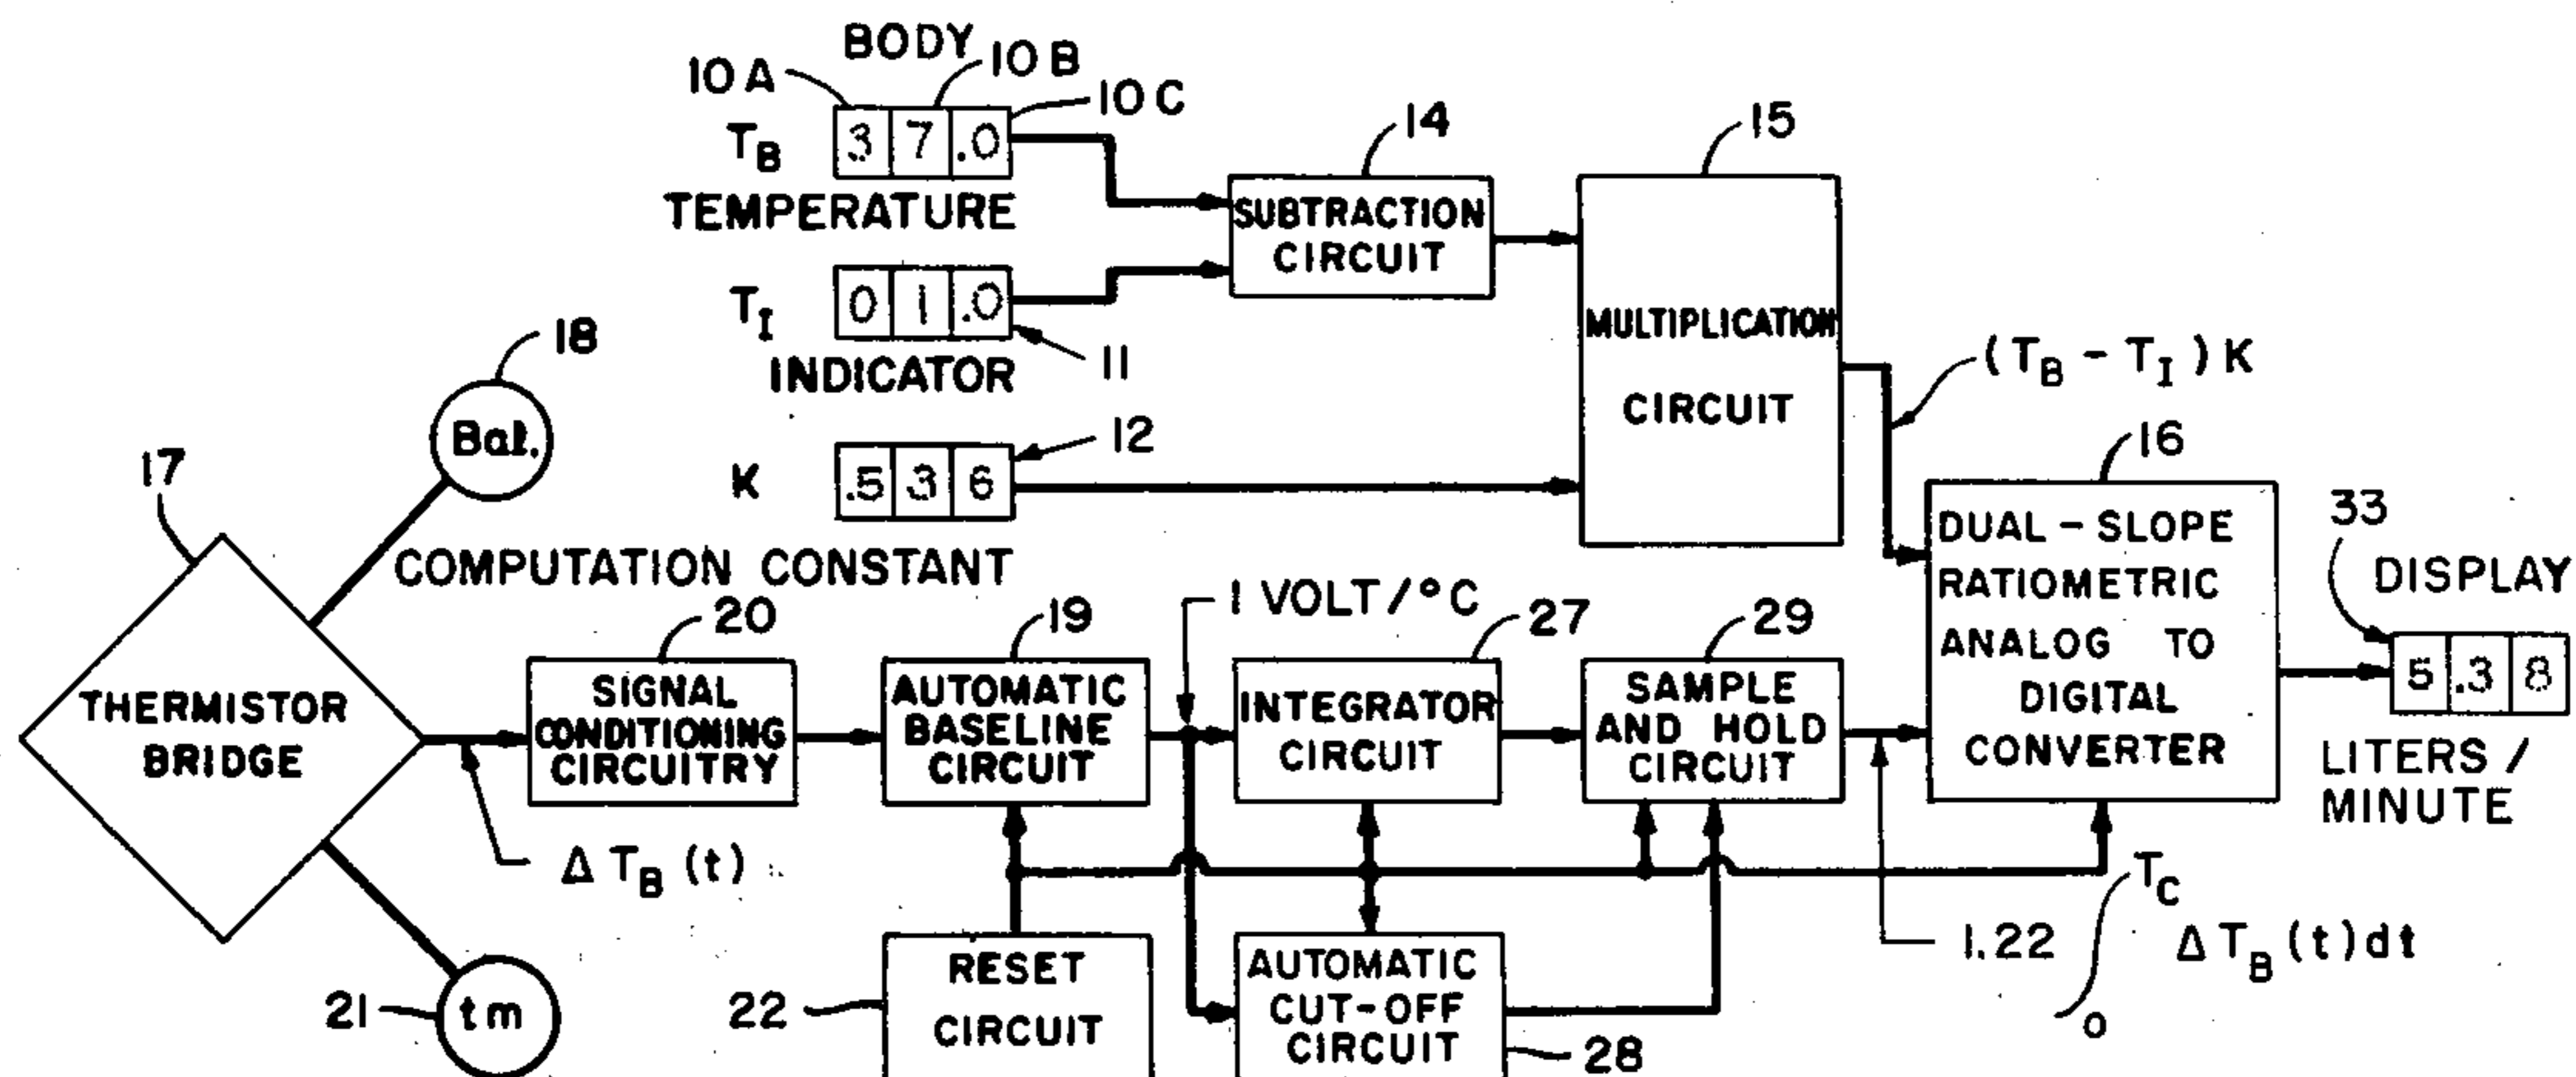 BODY
10A
10B
10C
T_B
3 7 .0
TEMPERATURE
T_I
0 1 .0
11
INDICATOR
K
.5 3 6
12
COMPUTATION CONSTANT
14
SUBTRACTION
CIRCUIT
15
MULTIPLICATION
CIRCUIT
(T_B - T_I) K
16
DUAL-SLOPE
RATIOMETRIC
ANALOG TO
DIGITAL
CONVERTER
33
DISPLAY
5 .3 8
LITERS /
MINUTE
18
Bal.
17
THERMISTOR
BRIDGE
ΔT_B (t)
21
tm
20
SIGNAL
CONDITIONING
CIRCUITRY
19
AUTOMATIC
BASELINE
CIRCUIT
1 VOLT/°C
27
INTEGRATOR
CIRCUIT
29
SAMPLE
AND HOLD
CIRCUIT
22
RESET
CIRCUIT
AUTOMATIC
CUT-OFF
CIRCUIT
28
1.22 ∫ ΔT_B (t) dt
T_C
o